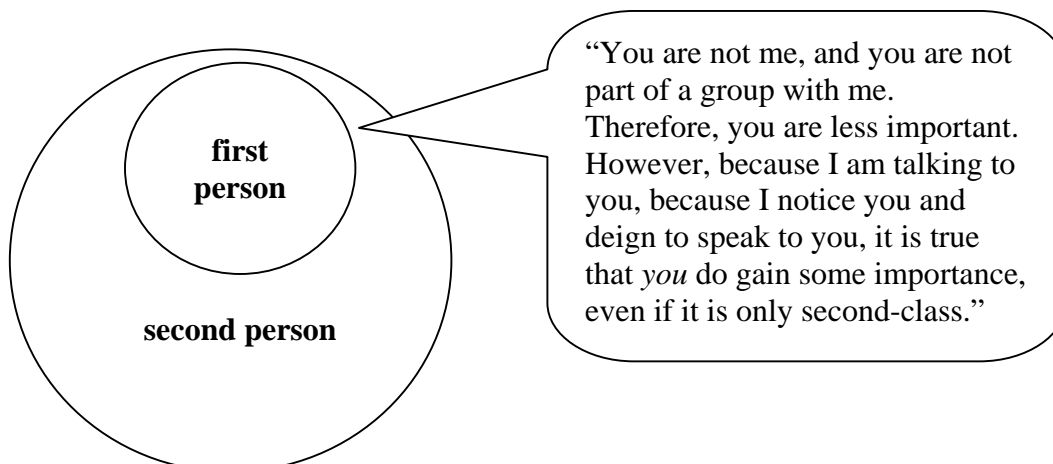 first
person
second person
“You are not me, and you are not
part of a group with me.
Therefore, you are less important.
However, because I am talking to
you, because I notice you and
deign to speak to you, it is true
that you do gain some importance,
even if it is only second-class.”